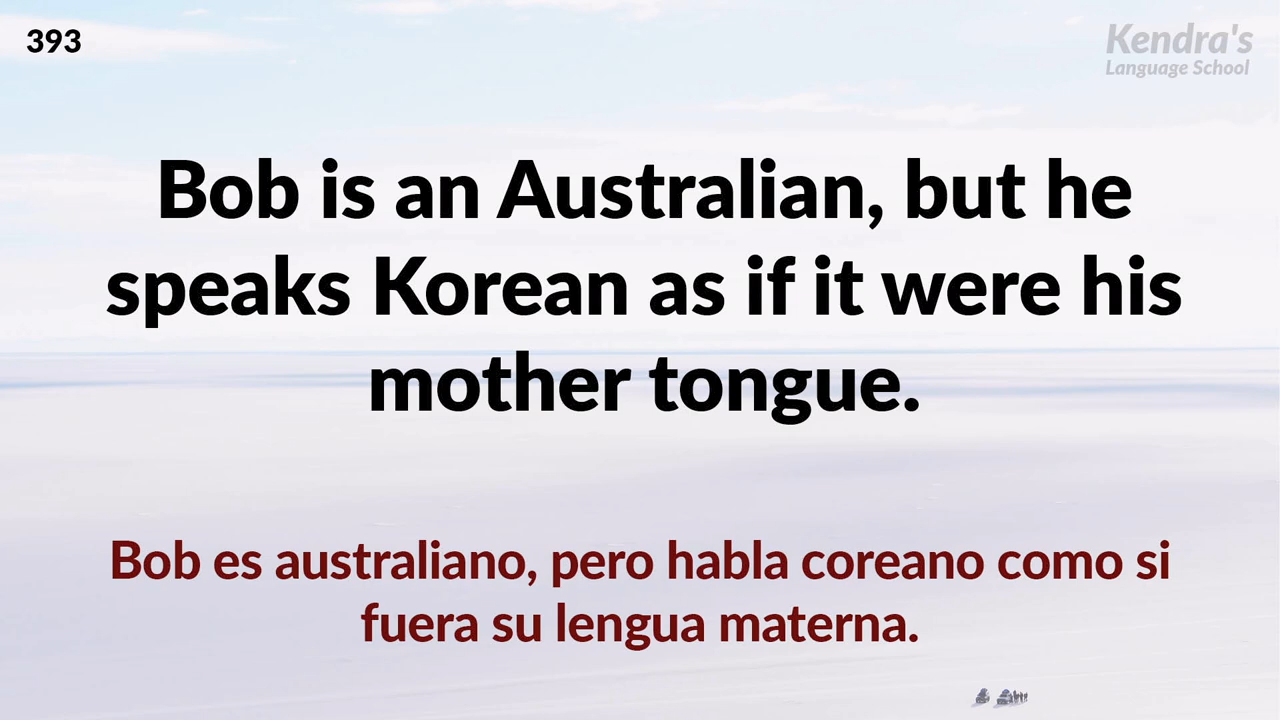 393
Kendra's
Language School
Bob is an Australian, but he
speaks Korean as if it were his
mother tongue.
Bob es australiano, pero habla coreano como si
fuera su lengua materna.